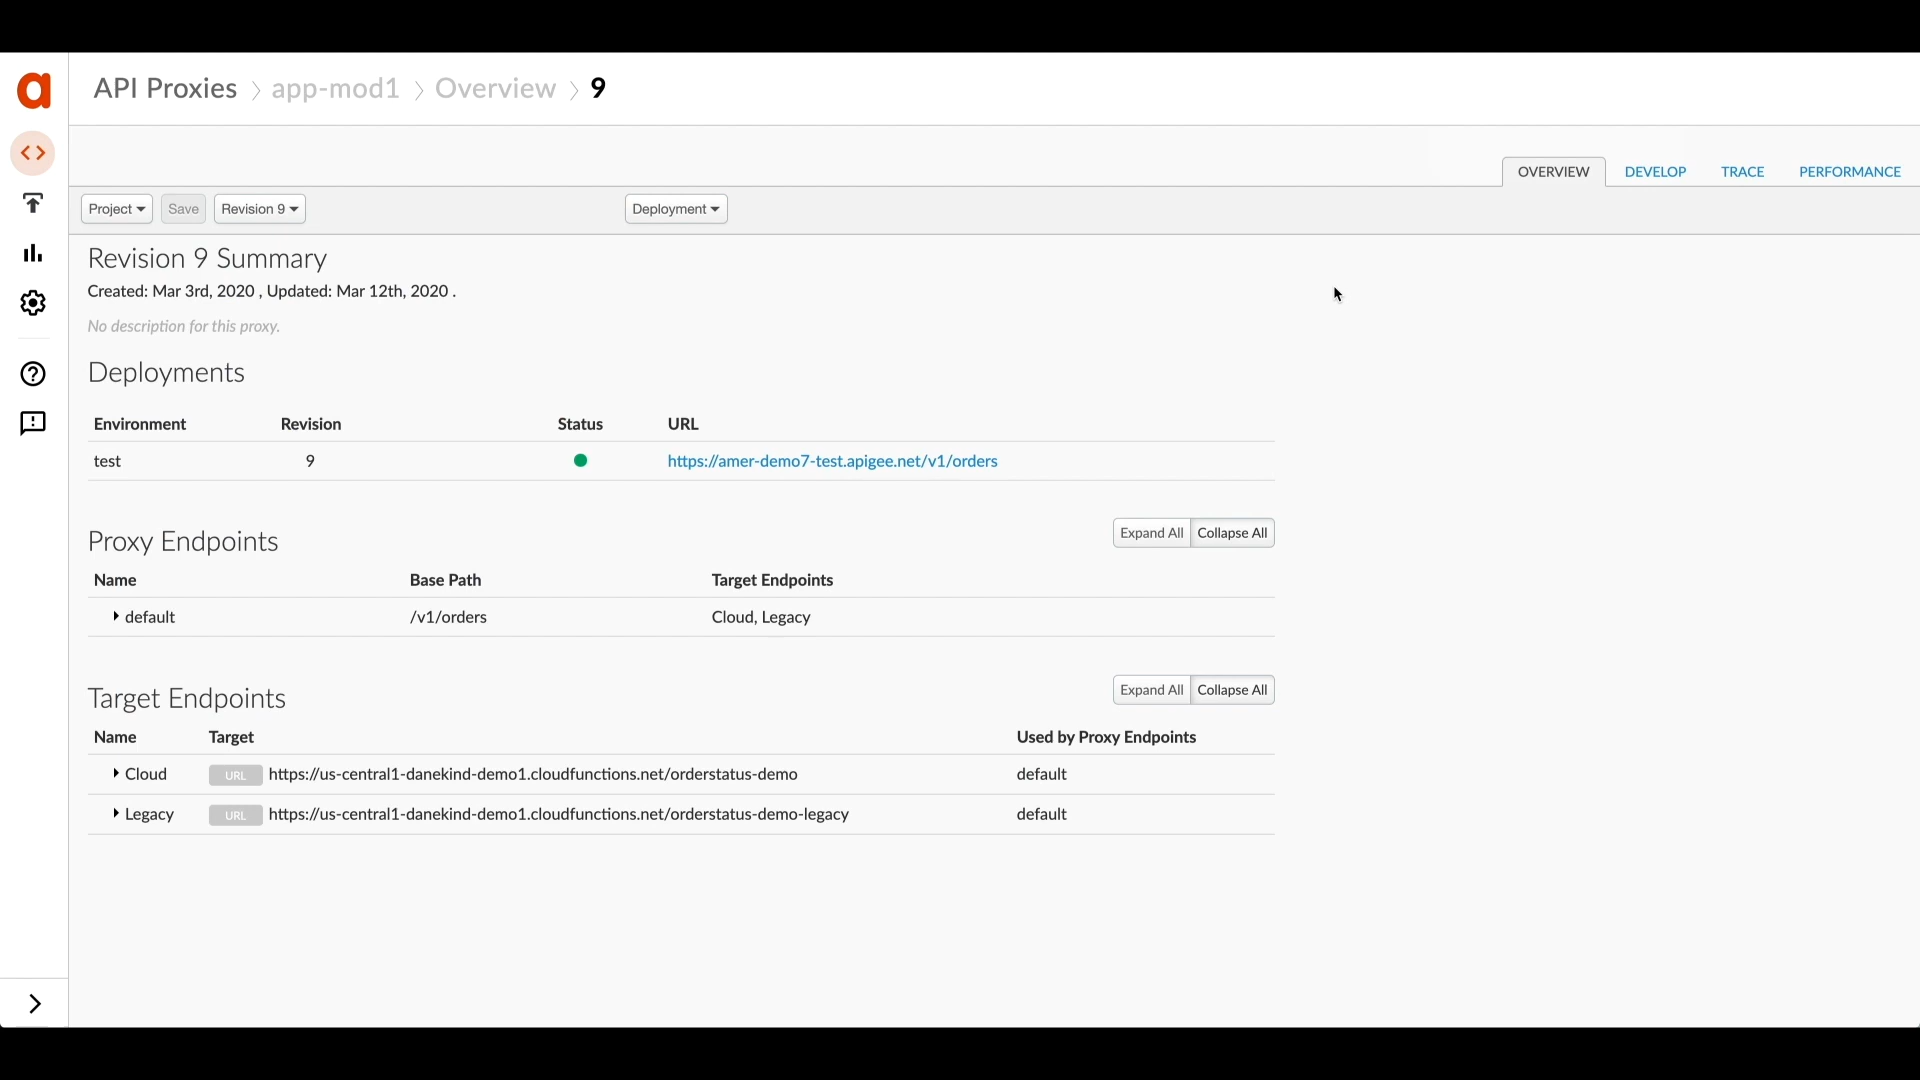 API Proxies > app-mod1 > Overview > 9
OVERVIEW DEVELOP TRACE PERFORMANCE
Project Save Revision 9 Deployment
Revision 9 Summary
Created: Mar 3rd, 2020 , Updated: Mar 12th, 2020 .
No description for this proxy.
Deployments
Environment Revision Status URL
test 9 https://amer-demo7-test.apigee.net/v1/orders
Proxy Endpoints Expand All Collapse All
Name Base Path Target Endpoints
default /v1/orders Cloud, Legacy
Target Endpoints Expand All Collapse All
Name Target Used by Proxy Endpoints
Cloud URL https://us-central1-danekind-demo1.cloudfunctions.net/orderstatus-demo default
Legacy URL https://us-central1-danekind-demo1.cloudfunctions.net/orderstatus-demo-legacy default